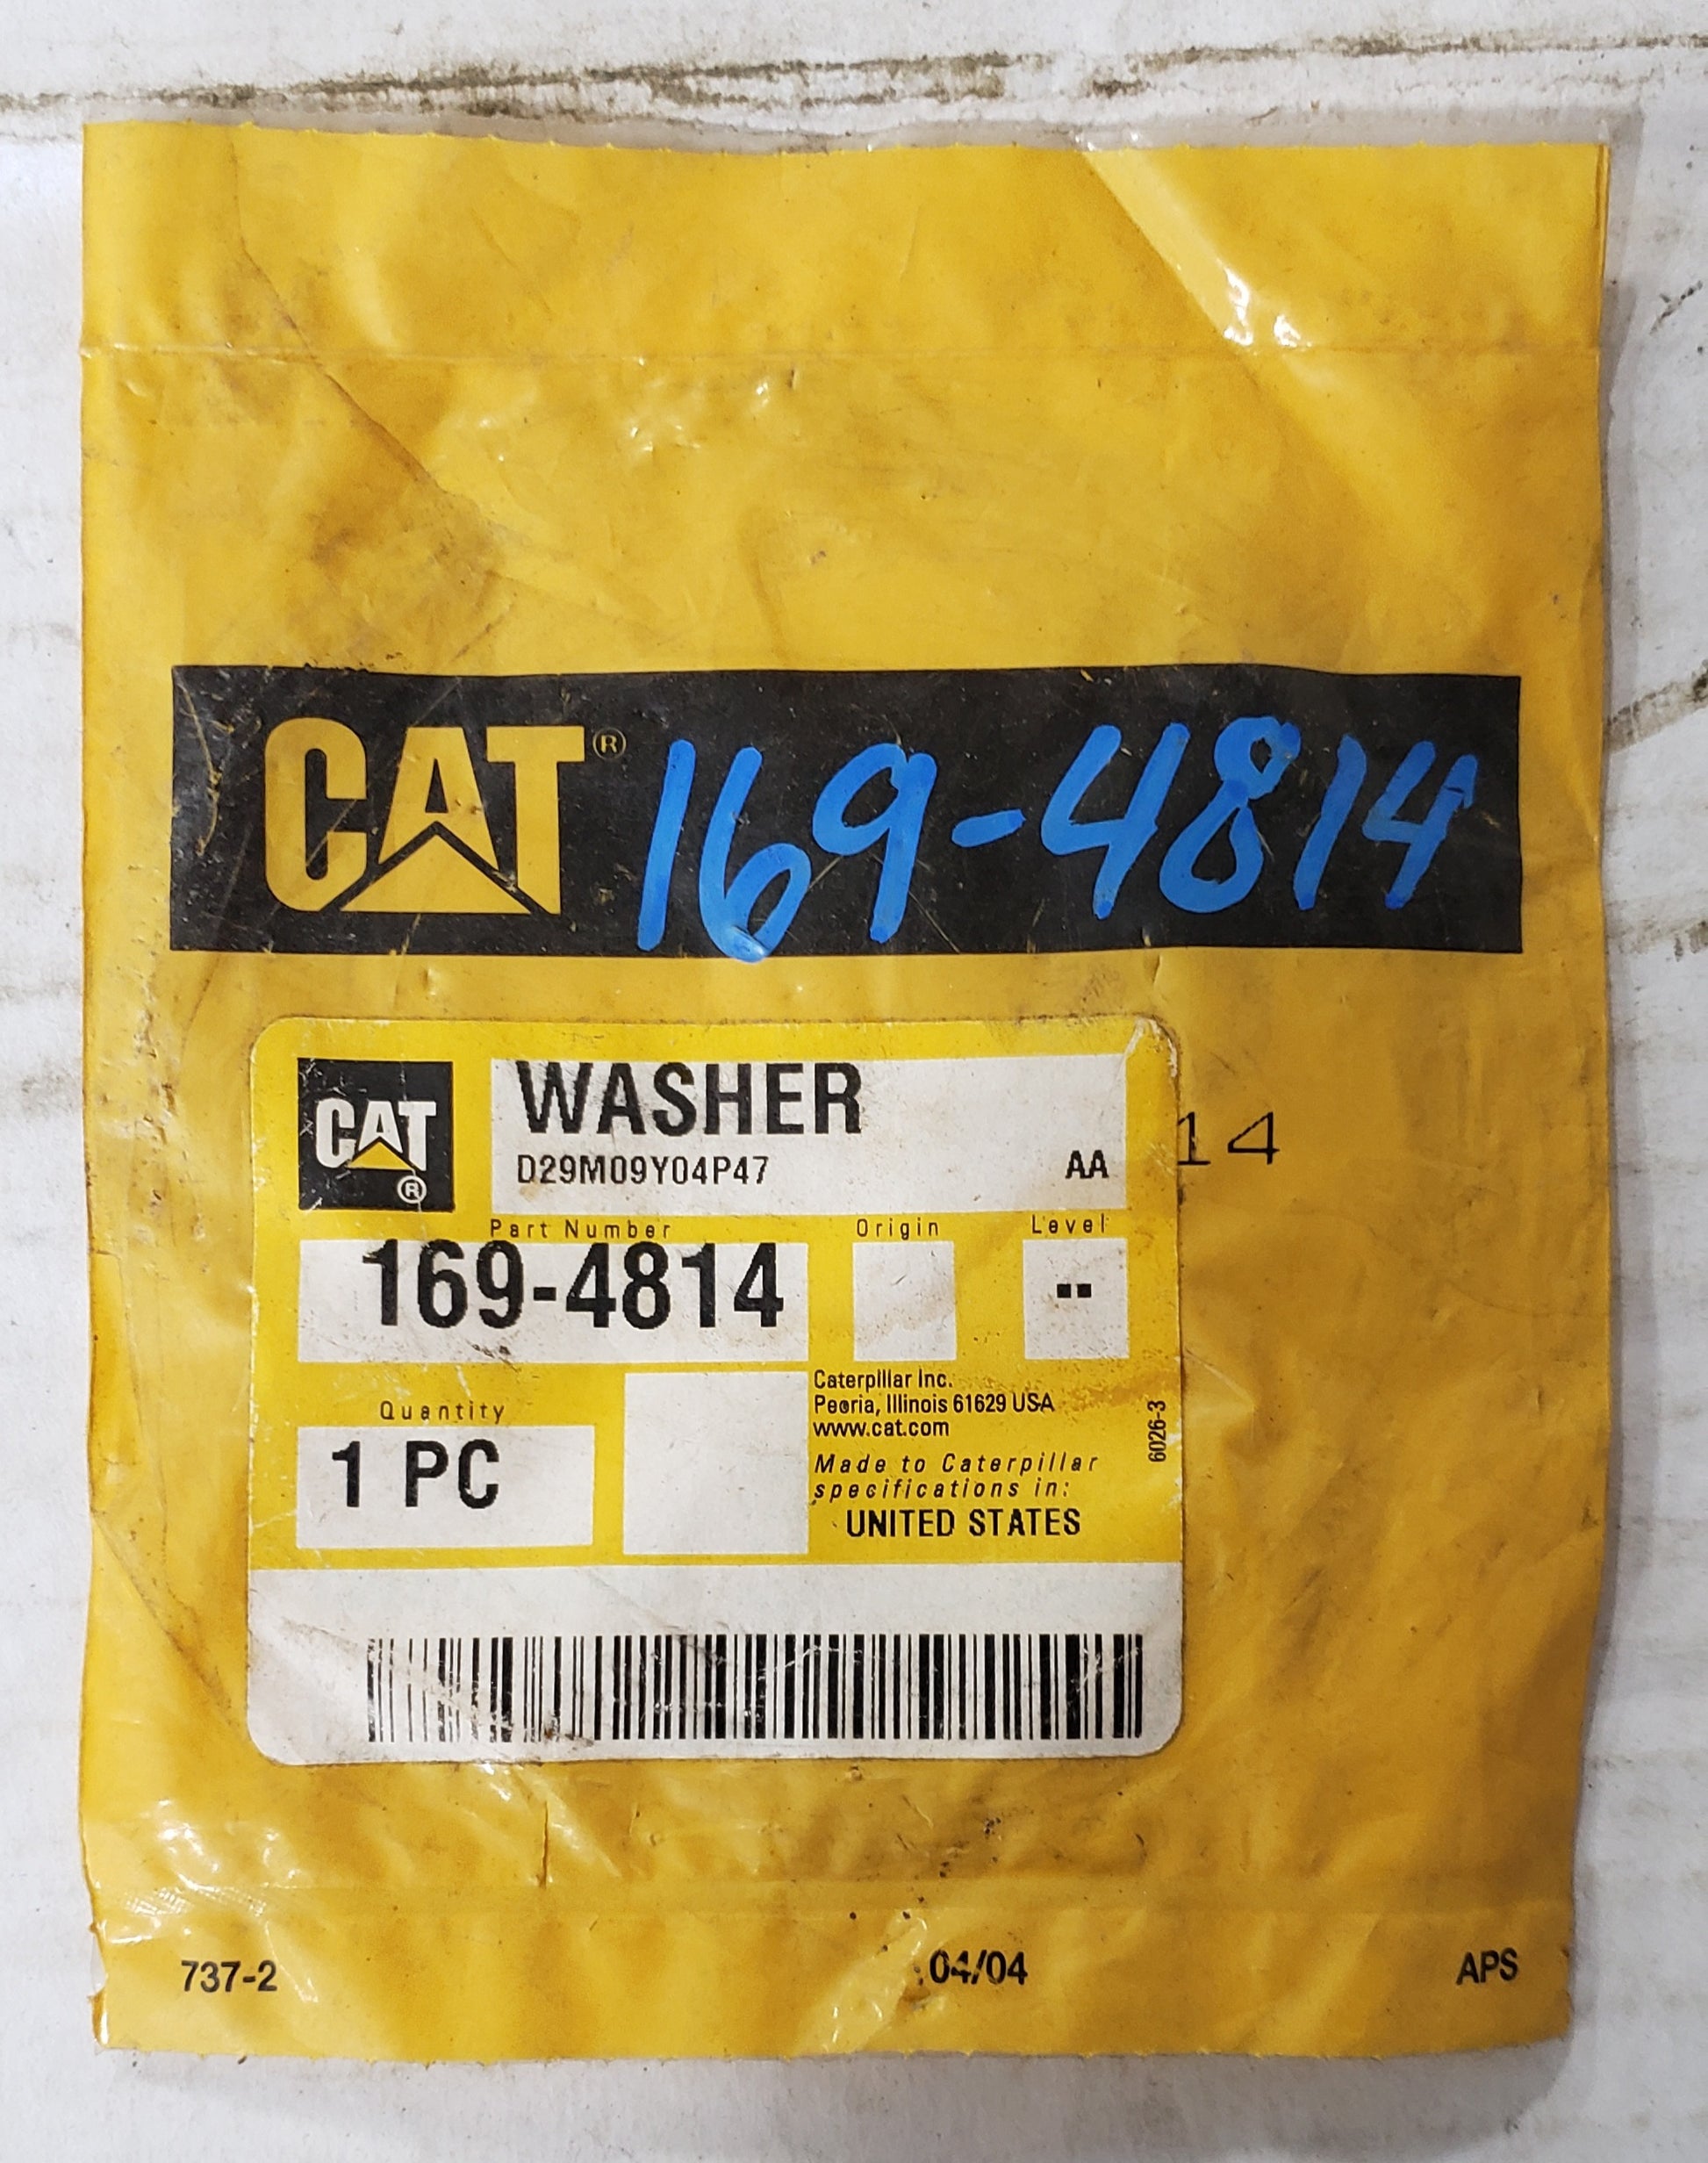 CAT® 169-4814
CAT®
WASHER
D29M09Y04P47 AA
14
Part Number Origin Level
169-4814 --
Caterpillar Inc.
Peoria, Illinois 61629 USA
www.cat.com
Quantity
1 PC
Made to Caterpillar
specifications in:
UNITED STATES
6026-3
737-2 04/04 APS